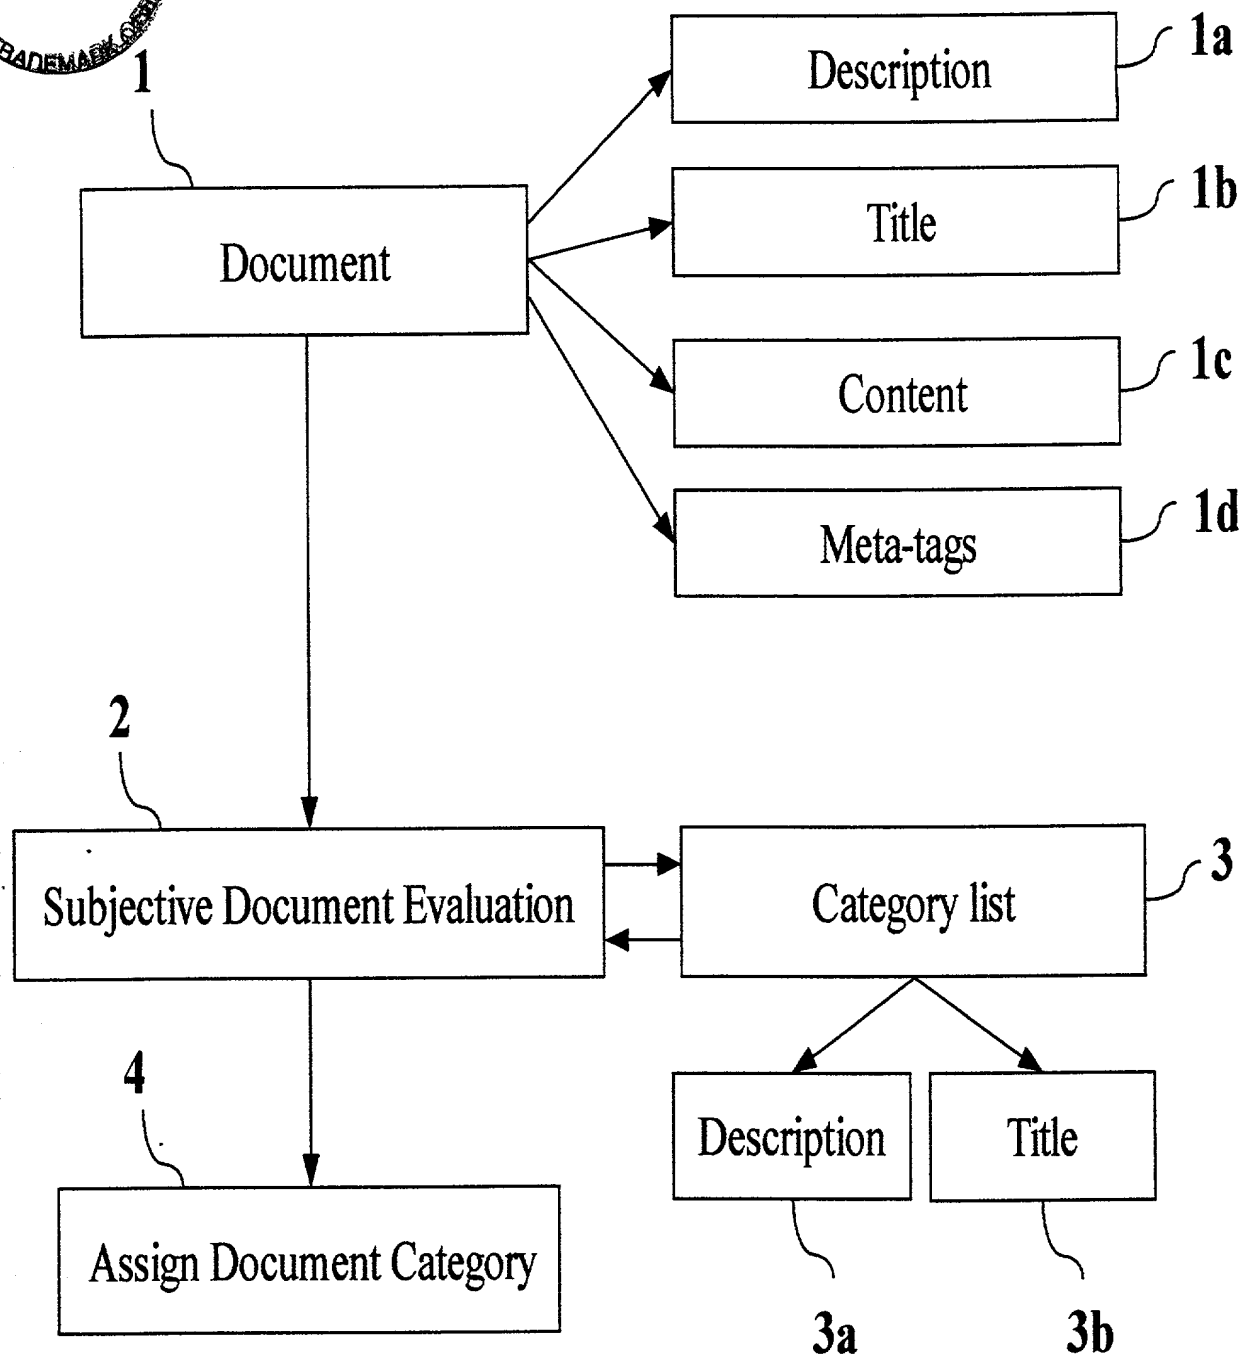 TRADEMARK
1
1a
Description
1b
Title
Document
1c
Content
1d
Meta-tags
2
3
Subjective Document Evaluation
Category list
4
Description
Title
Assign Document Category
3a
3b